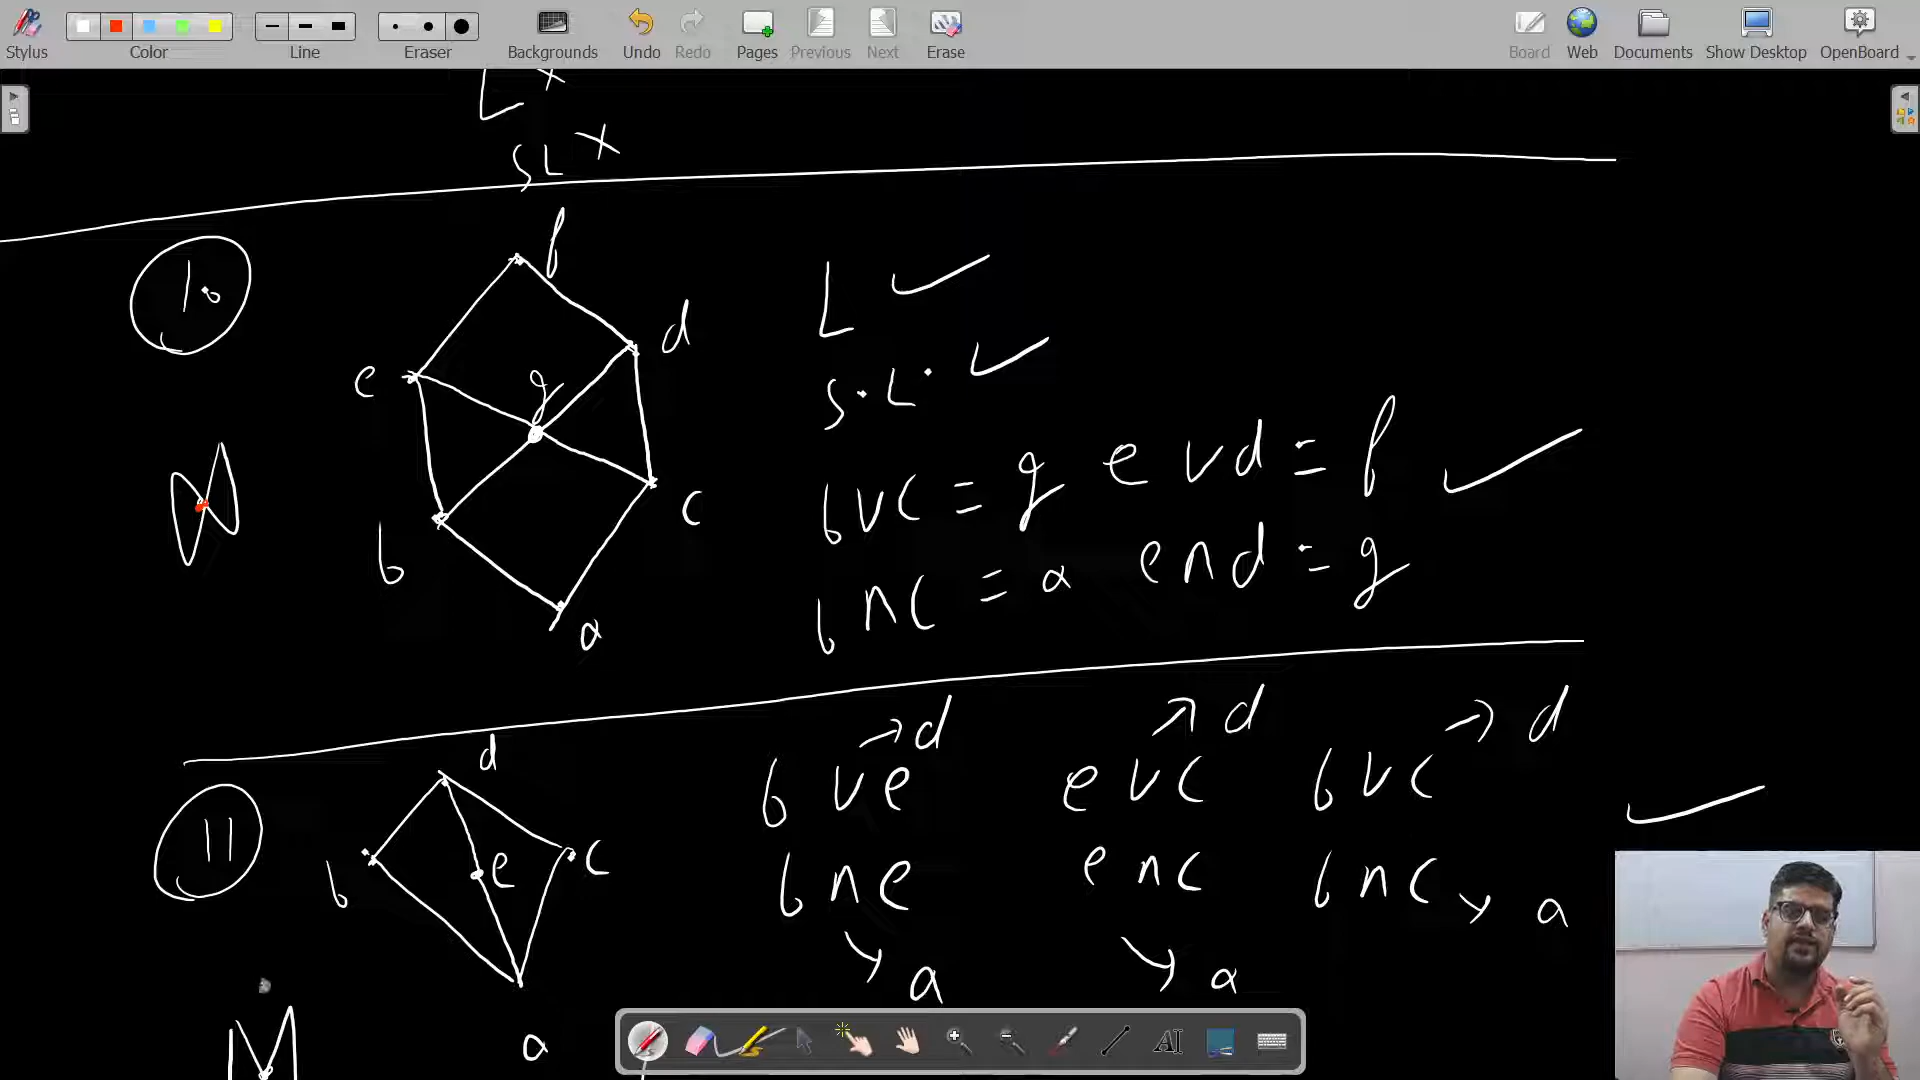 Stylus Color Line Eraser Backgrounds Undo Redo Pages Previous Next Erase Board Web Documents Show Desktop OpenBoard
L x
SL x
10
f
d
e
g
c
b
a
L ✓
S.L. ✓
b v c = g e v d = f ✓
b n c = a e n d = g
11
d
b
e
c
a
b v e → d e v c → d b v c → d ✓
b n e → a e n c → a b n c → a